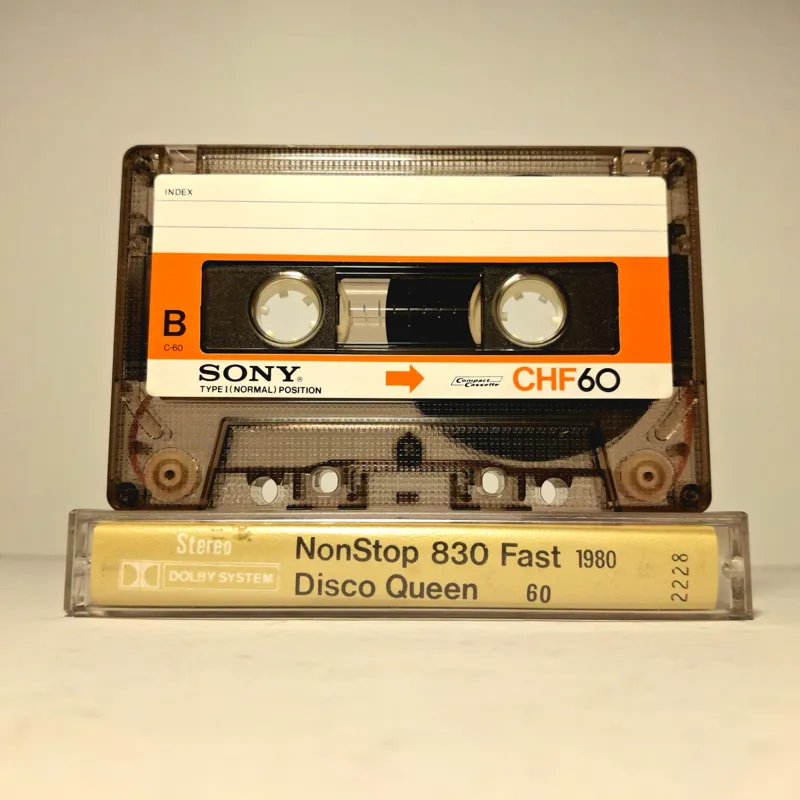 INDEX
B
C-60
SONY®
TYPE I (NORMAL) POSITION
Compact Cassette
CHF60
Stereo
DOLBY SYSTEM
NonStop 830 Fast 1980
Disco Queen 60
2228